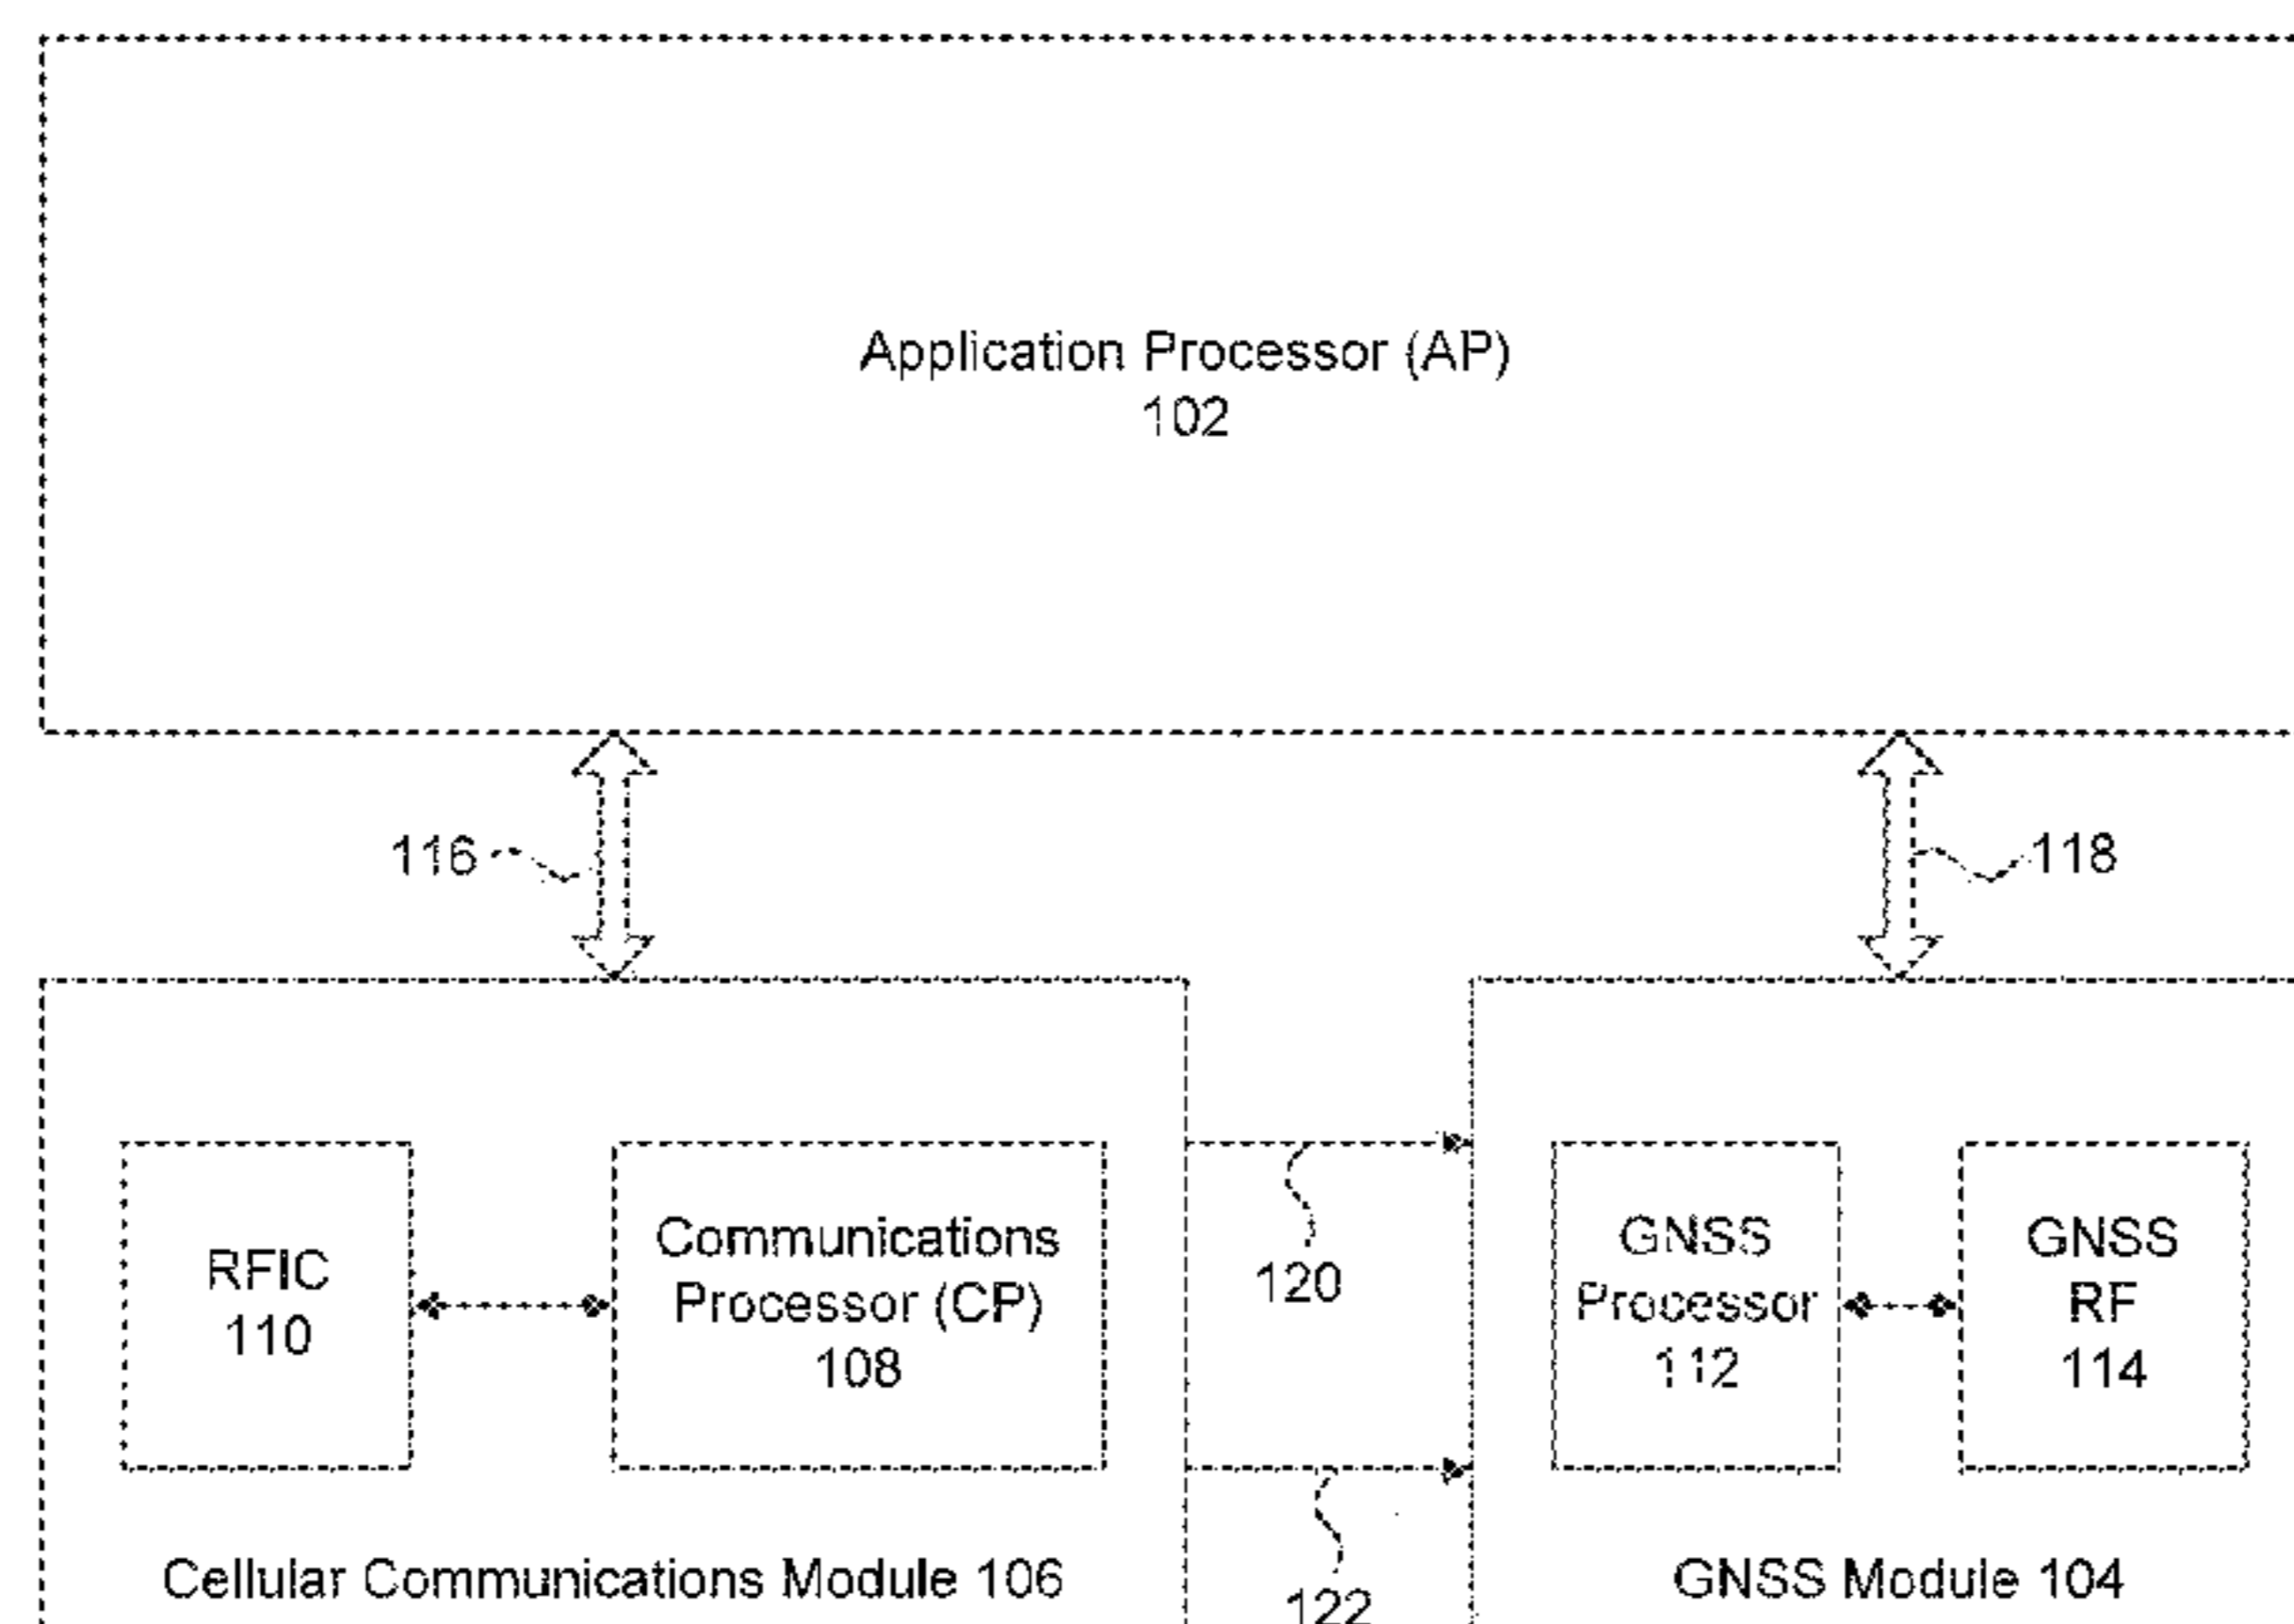 Application Processor (AP)
102
116
118
RFIC
110
Communications
Processor (CP)
108
120
GNSS
Processor
112
GNSS
RF
114
Cellular Communications Module 106
122
GNSS Module 104